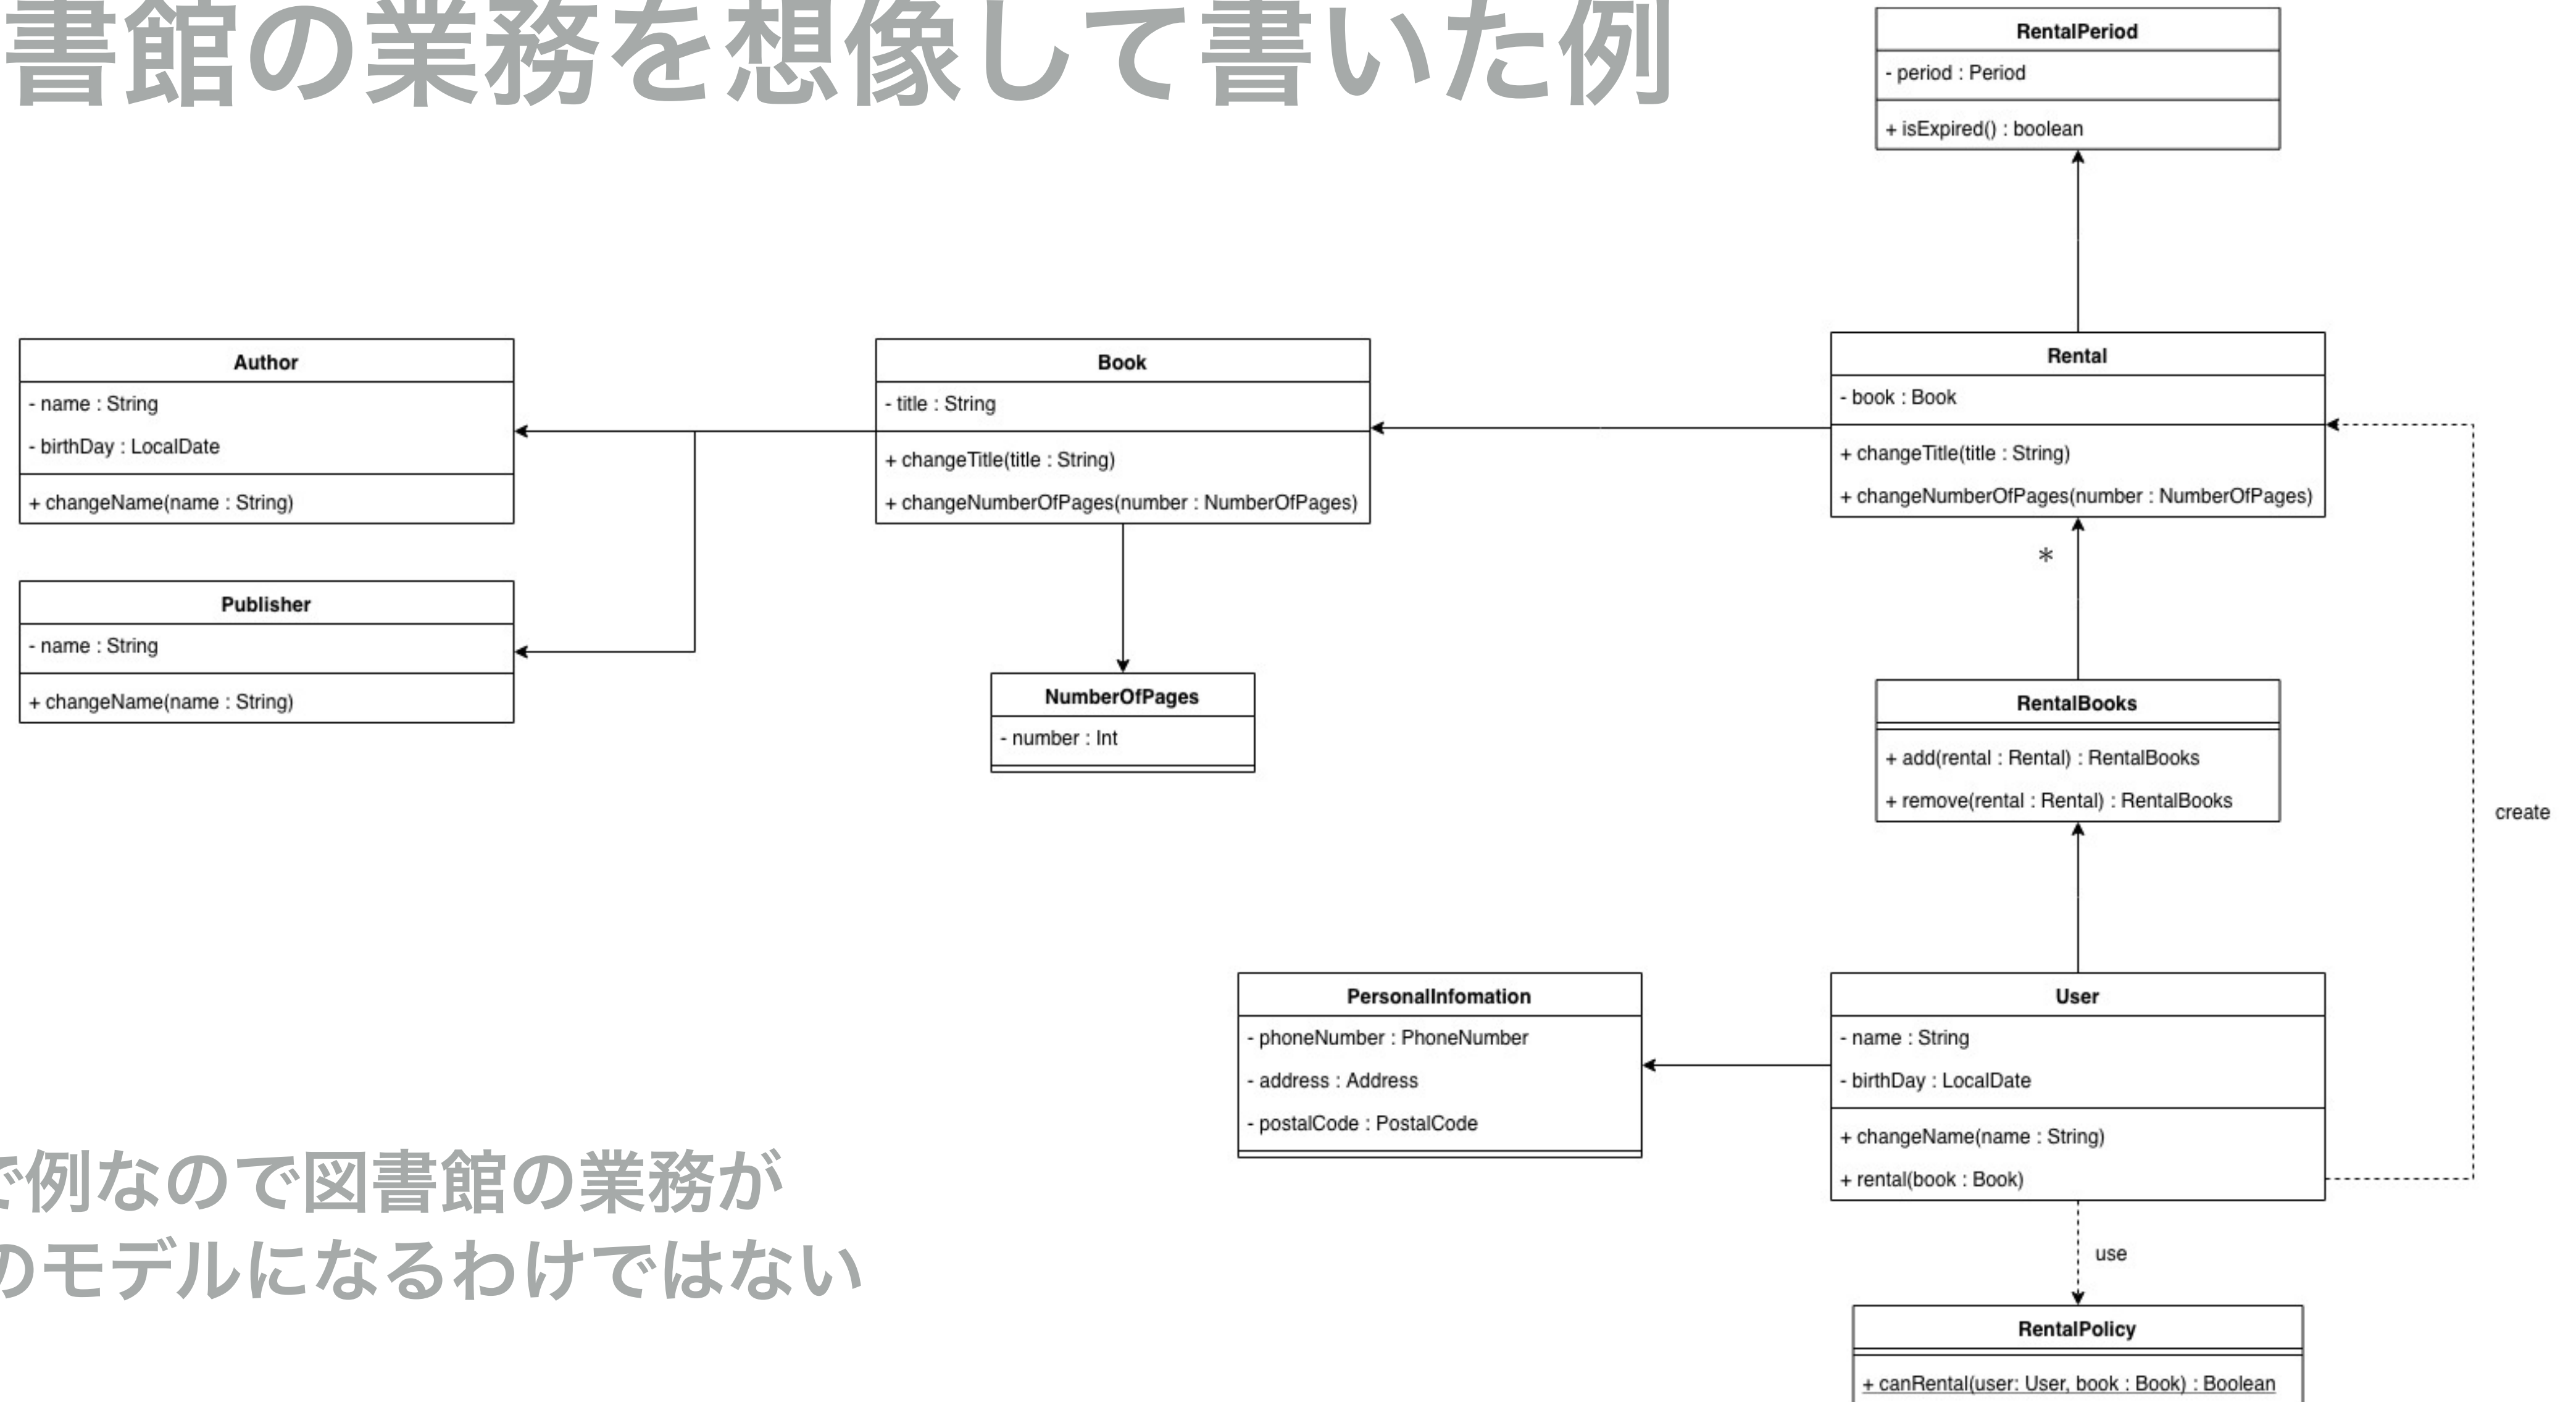 書館の業務を想像して書いた例
RentalPeriod
- period : Period
+ isExpired() : boolean
Author
- name : String
- birthDay : LocalDate
+ changeName(name : String)
Book
- title : String
+ changeTitle(title : String)
+ changeNumberOfPages(number : NumberOfPages)
Rental
- book : Book
+ changeTitle(title : String)
+ changeNumberOfPages(number : NumberOfPages)
*
Publisher
- name : String
+ changeName(name : String)
NumberOfPages
- number : Int
RentalBooks
+ add(rental : Rental) : RentalBooks
+ remove(rental : Rental) : RentalBooks
create
PersonalInfomation
- phoneNumber : PhoneNumber
- address : Address
- postalCode : PostalCode
User
- name : String
- birthDay : LocalDate
+ changeName(name : String)
+ rental(book : Book)
use
RentalPolicy
+ canRental(user: User, book : Book) : Boolean
で例なので図書館の業務が
のモデルになるわけではない